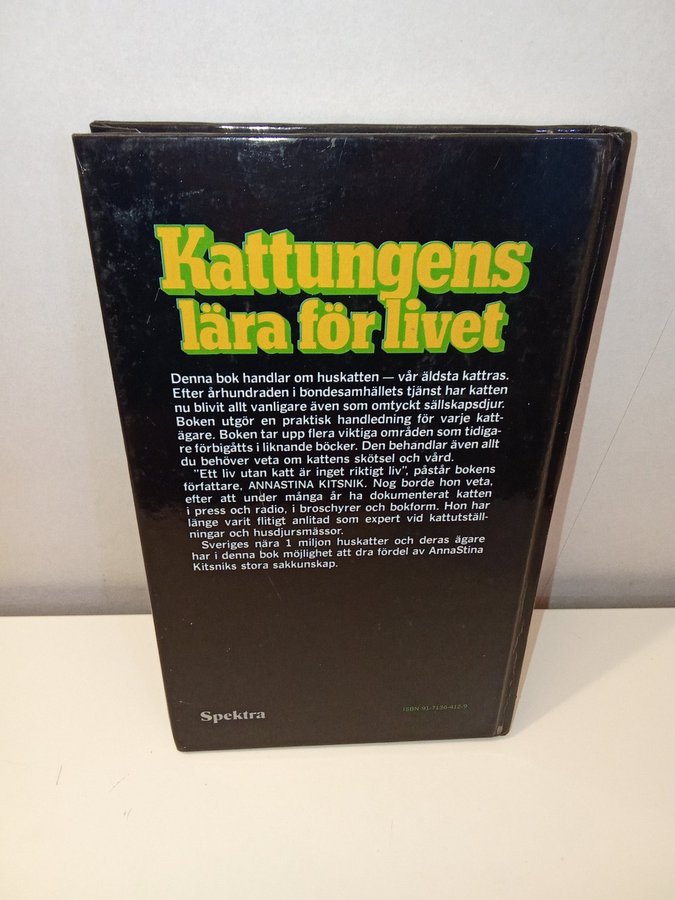 Kattungens
lära för livet
Denna bok handlar om huskatten — vår äldsta kattras.
Efter århundraden i bondesamhällets tjänst har katten
nu blivit allt vanligare även som omtyckt sällskapsdjur.
Boken utgör en praktisk handledning för varje katt-
ägare. Boken tar upp flera viktiga områden som tidiga-
re förbigåtts i liknande böcker. Den behandlar även allt
du behöver veta om kattens skötsel och vård.
"Ett liv utan katt är inget riktigt liv", påstår bokens
författare, ANNASTINA KITSNIK. Nog borde hon veta,
efter att under många år ha dokumenterat katten
i press och radio, i broschyrer och bokform. Hon har
länge varit flitigt anlitad som expert vid kattutställ-
ningar och husdjursmässor.
Sveriges nära 1 miljon huskatter och deras ägare
har i denna bok möjlighet att dra fördel av AnnaStina
Kitsniks stora sakkunskap.
Spektra
ISBN 91-7136-412-9